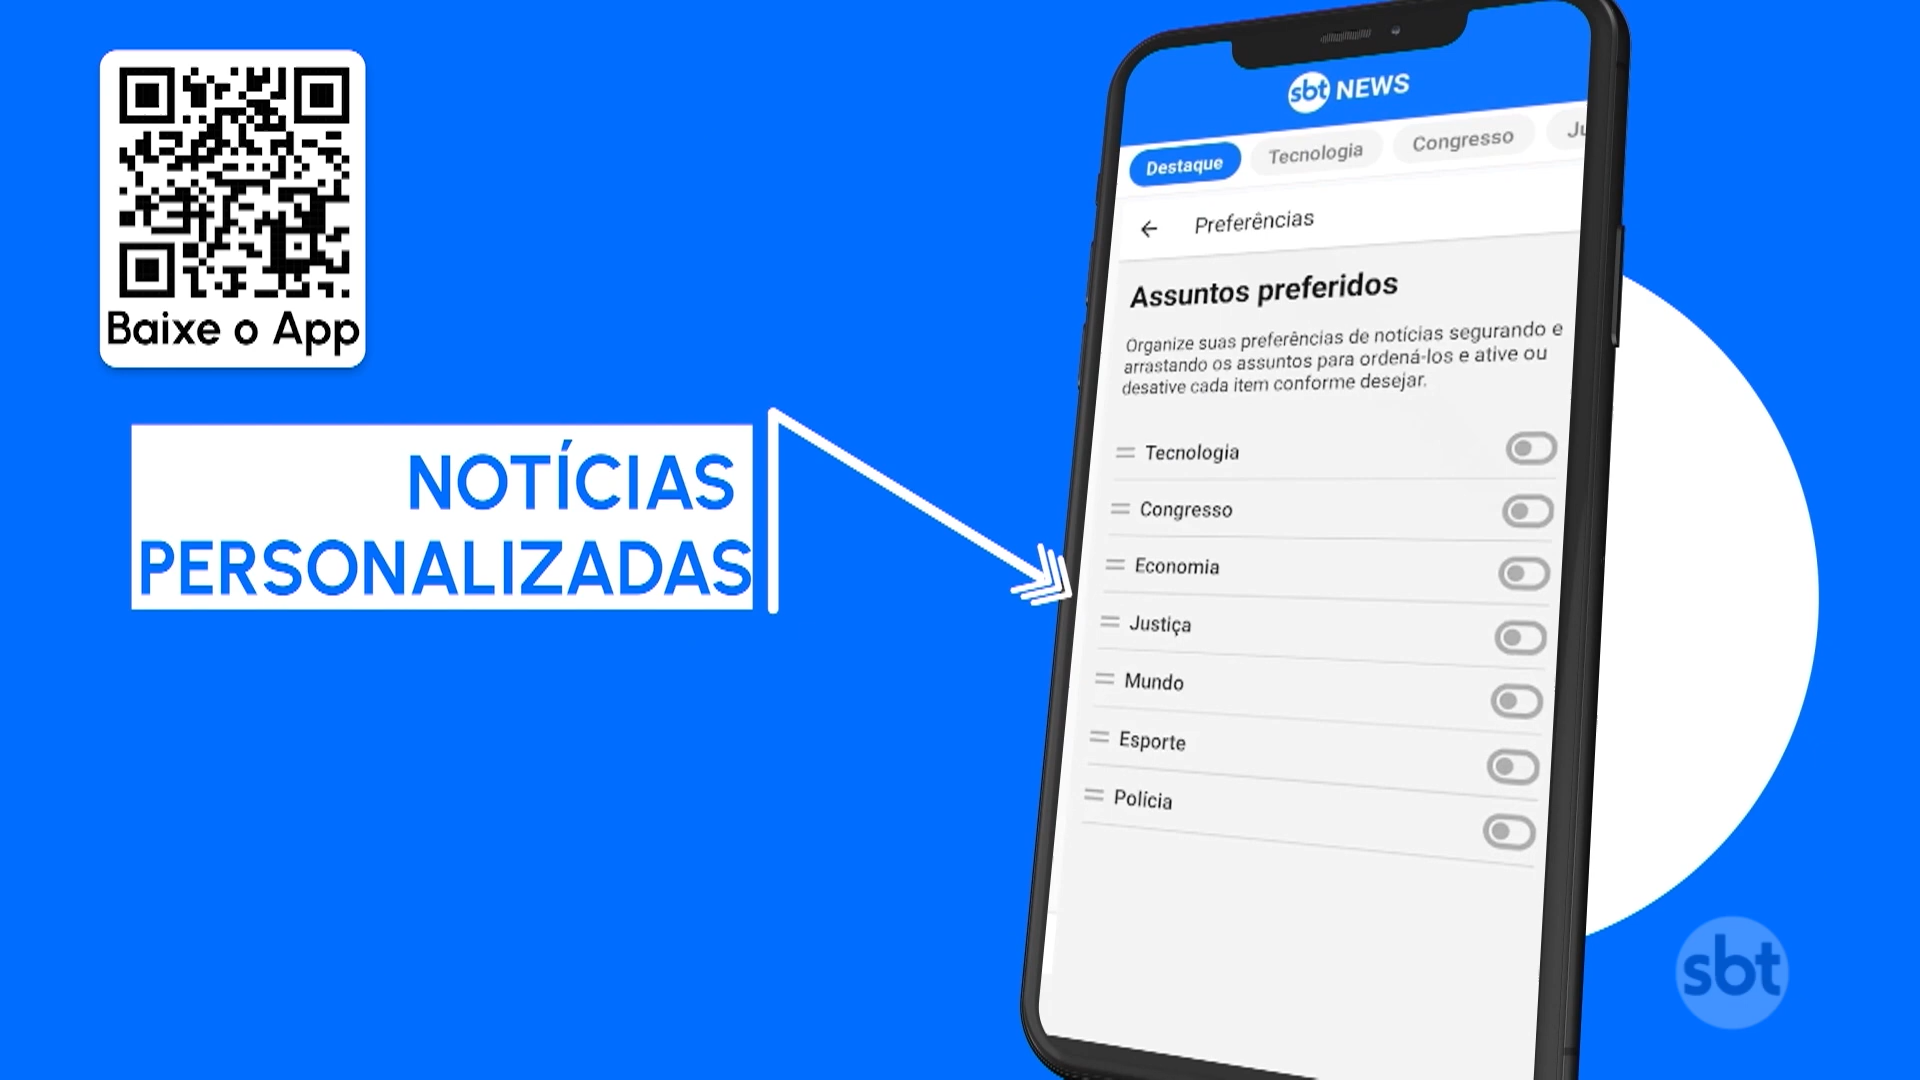 Baixe o App
NOTÍCIAS
PERSONALIZADAS
sbt NEWS
Destaque
Tecnologia
Congresso
Preferências
Assuntos preferidos
Organize suas preferências de notícias segurando e
arrastando os assuntos para ordená-los e ative ou
desative cada item conforme desejar.
Tecnologia
Congresso
Economia
Justiça
Mundo
Esporte
Polícia
sbt